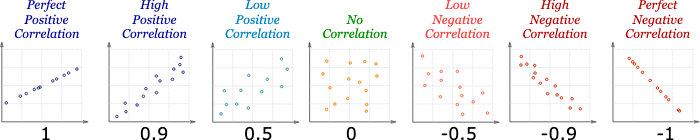 Perfect
Positive
Correlation
High
Positive
Correlation
Low
Positive
Correlation
No
Correlation
Low
Negative
Correlation
High
Negative
Correlation
Perfect
Negative
Correlation
1
0.9
0.5
0
-0.5
-0.9
-1